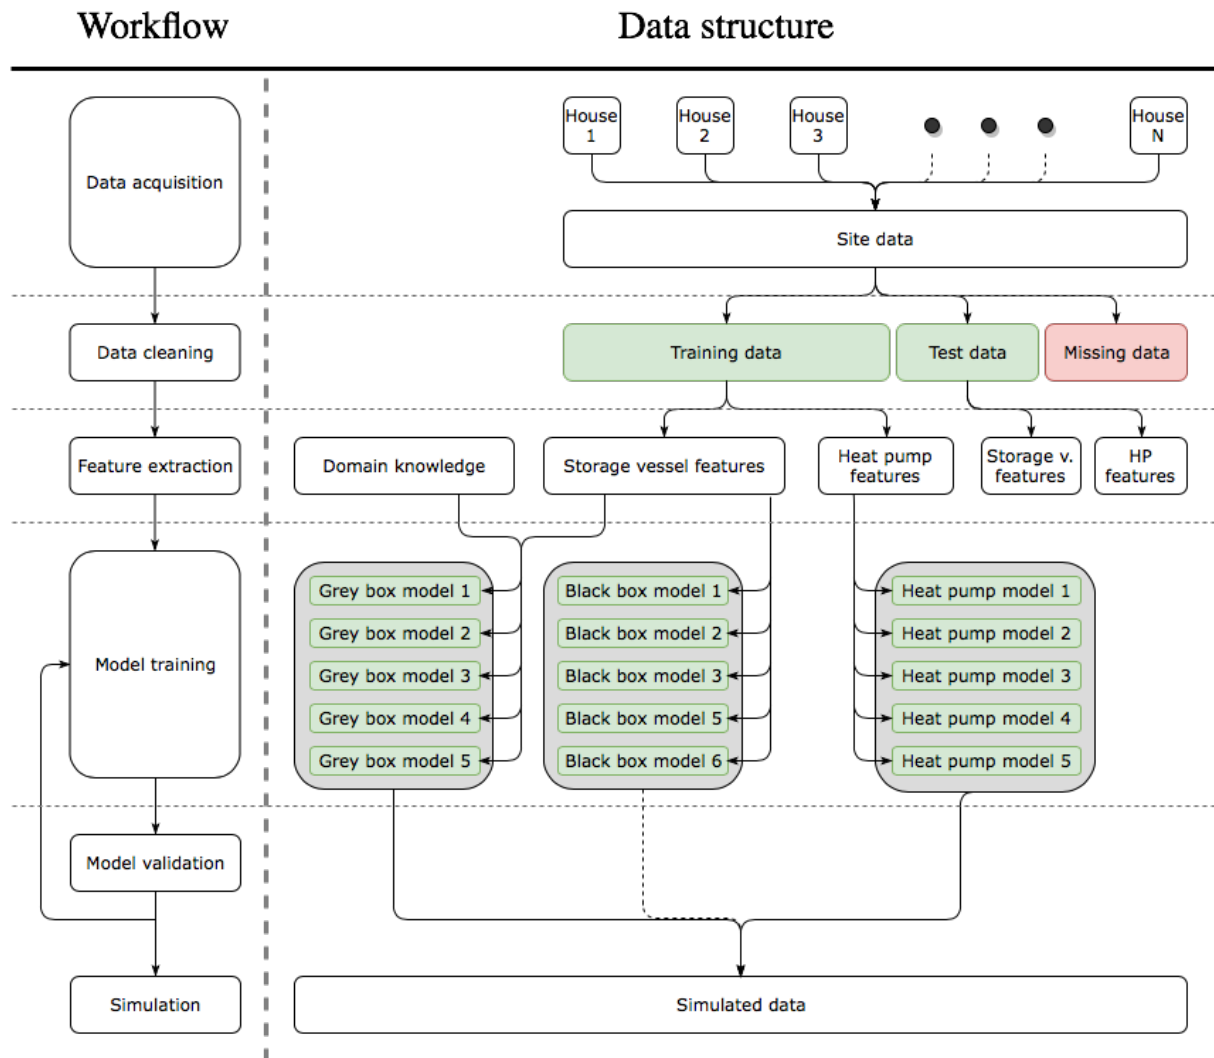 Workflow
Data structure
House
1
House
2
House
3
House
N
Data acquisition
Site data
Data cleaning
Training data
Test data
Missing data
Feature extraction
Domain knowledge
Storage vessel features
Heat pump
features
Storage v.
features
HP
features
Model training
Grey box model 1
Grey box model 2
Grey box model 3
Grey box model 4
Grey box model 5
Black box model 1
Black box model 2
Black box model 3
Black box model 5
Black box model 6
Heat pump model 1
Heat pump model 2
Heat pump model 3
Heat pump model 4
Heat pump model 5
Model validation
Simulation
Simulated data